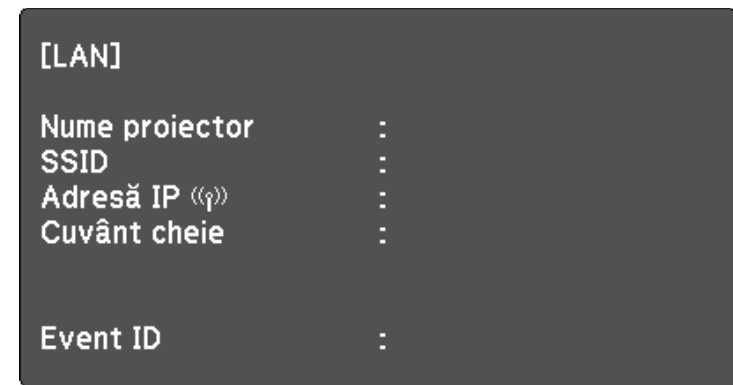 [LAN]
Nume proiector :
SSID :
Adresă IP :
Cuvânt cheie :
Event ID :